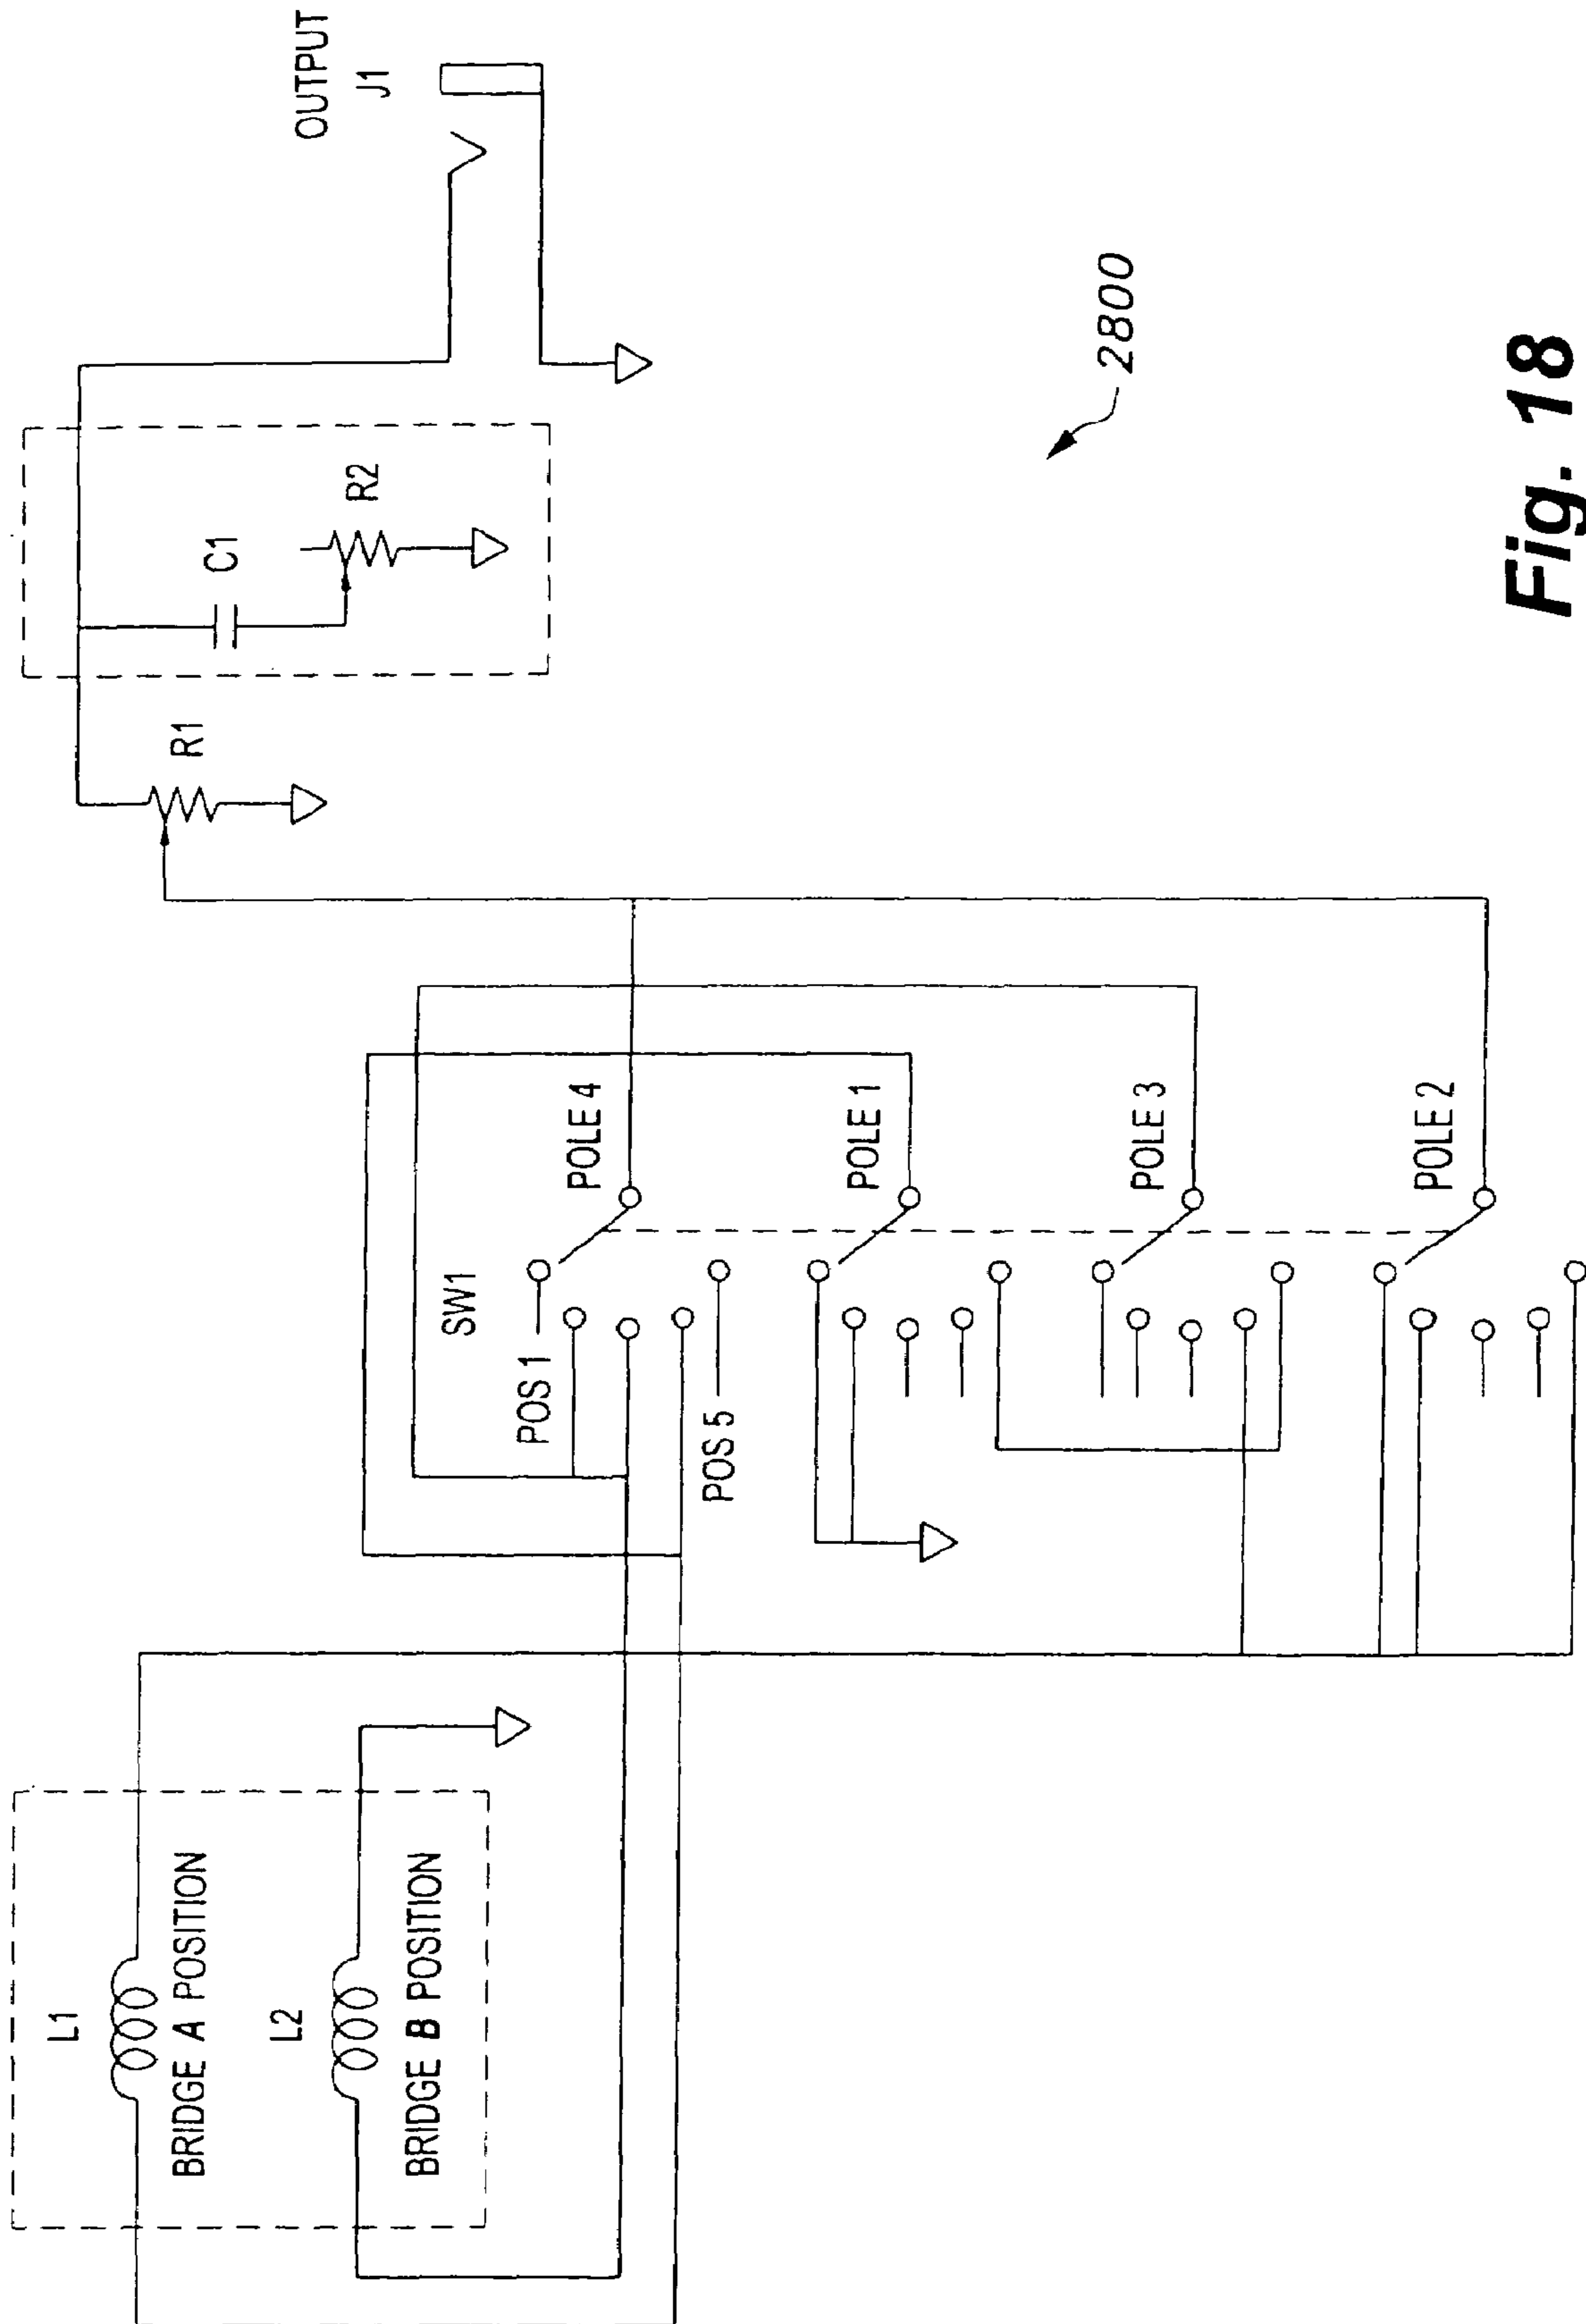 L1
BRIDGE A POSITION
L2
BRIDGE B POSITION
SW1
POS 1
POS 5
POLE 4
POLE 1
POLE 3
POLE 2
R1
C1
R2
OUTPUT
J1
2800
Fig. 18